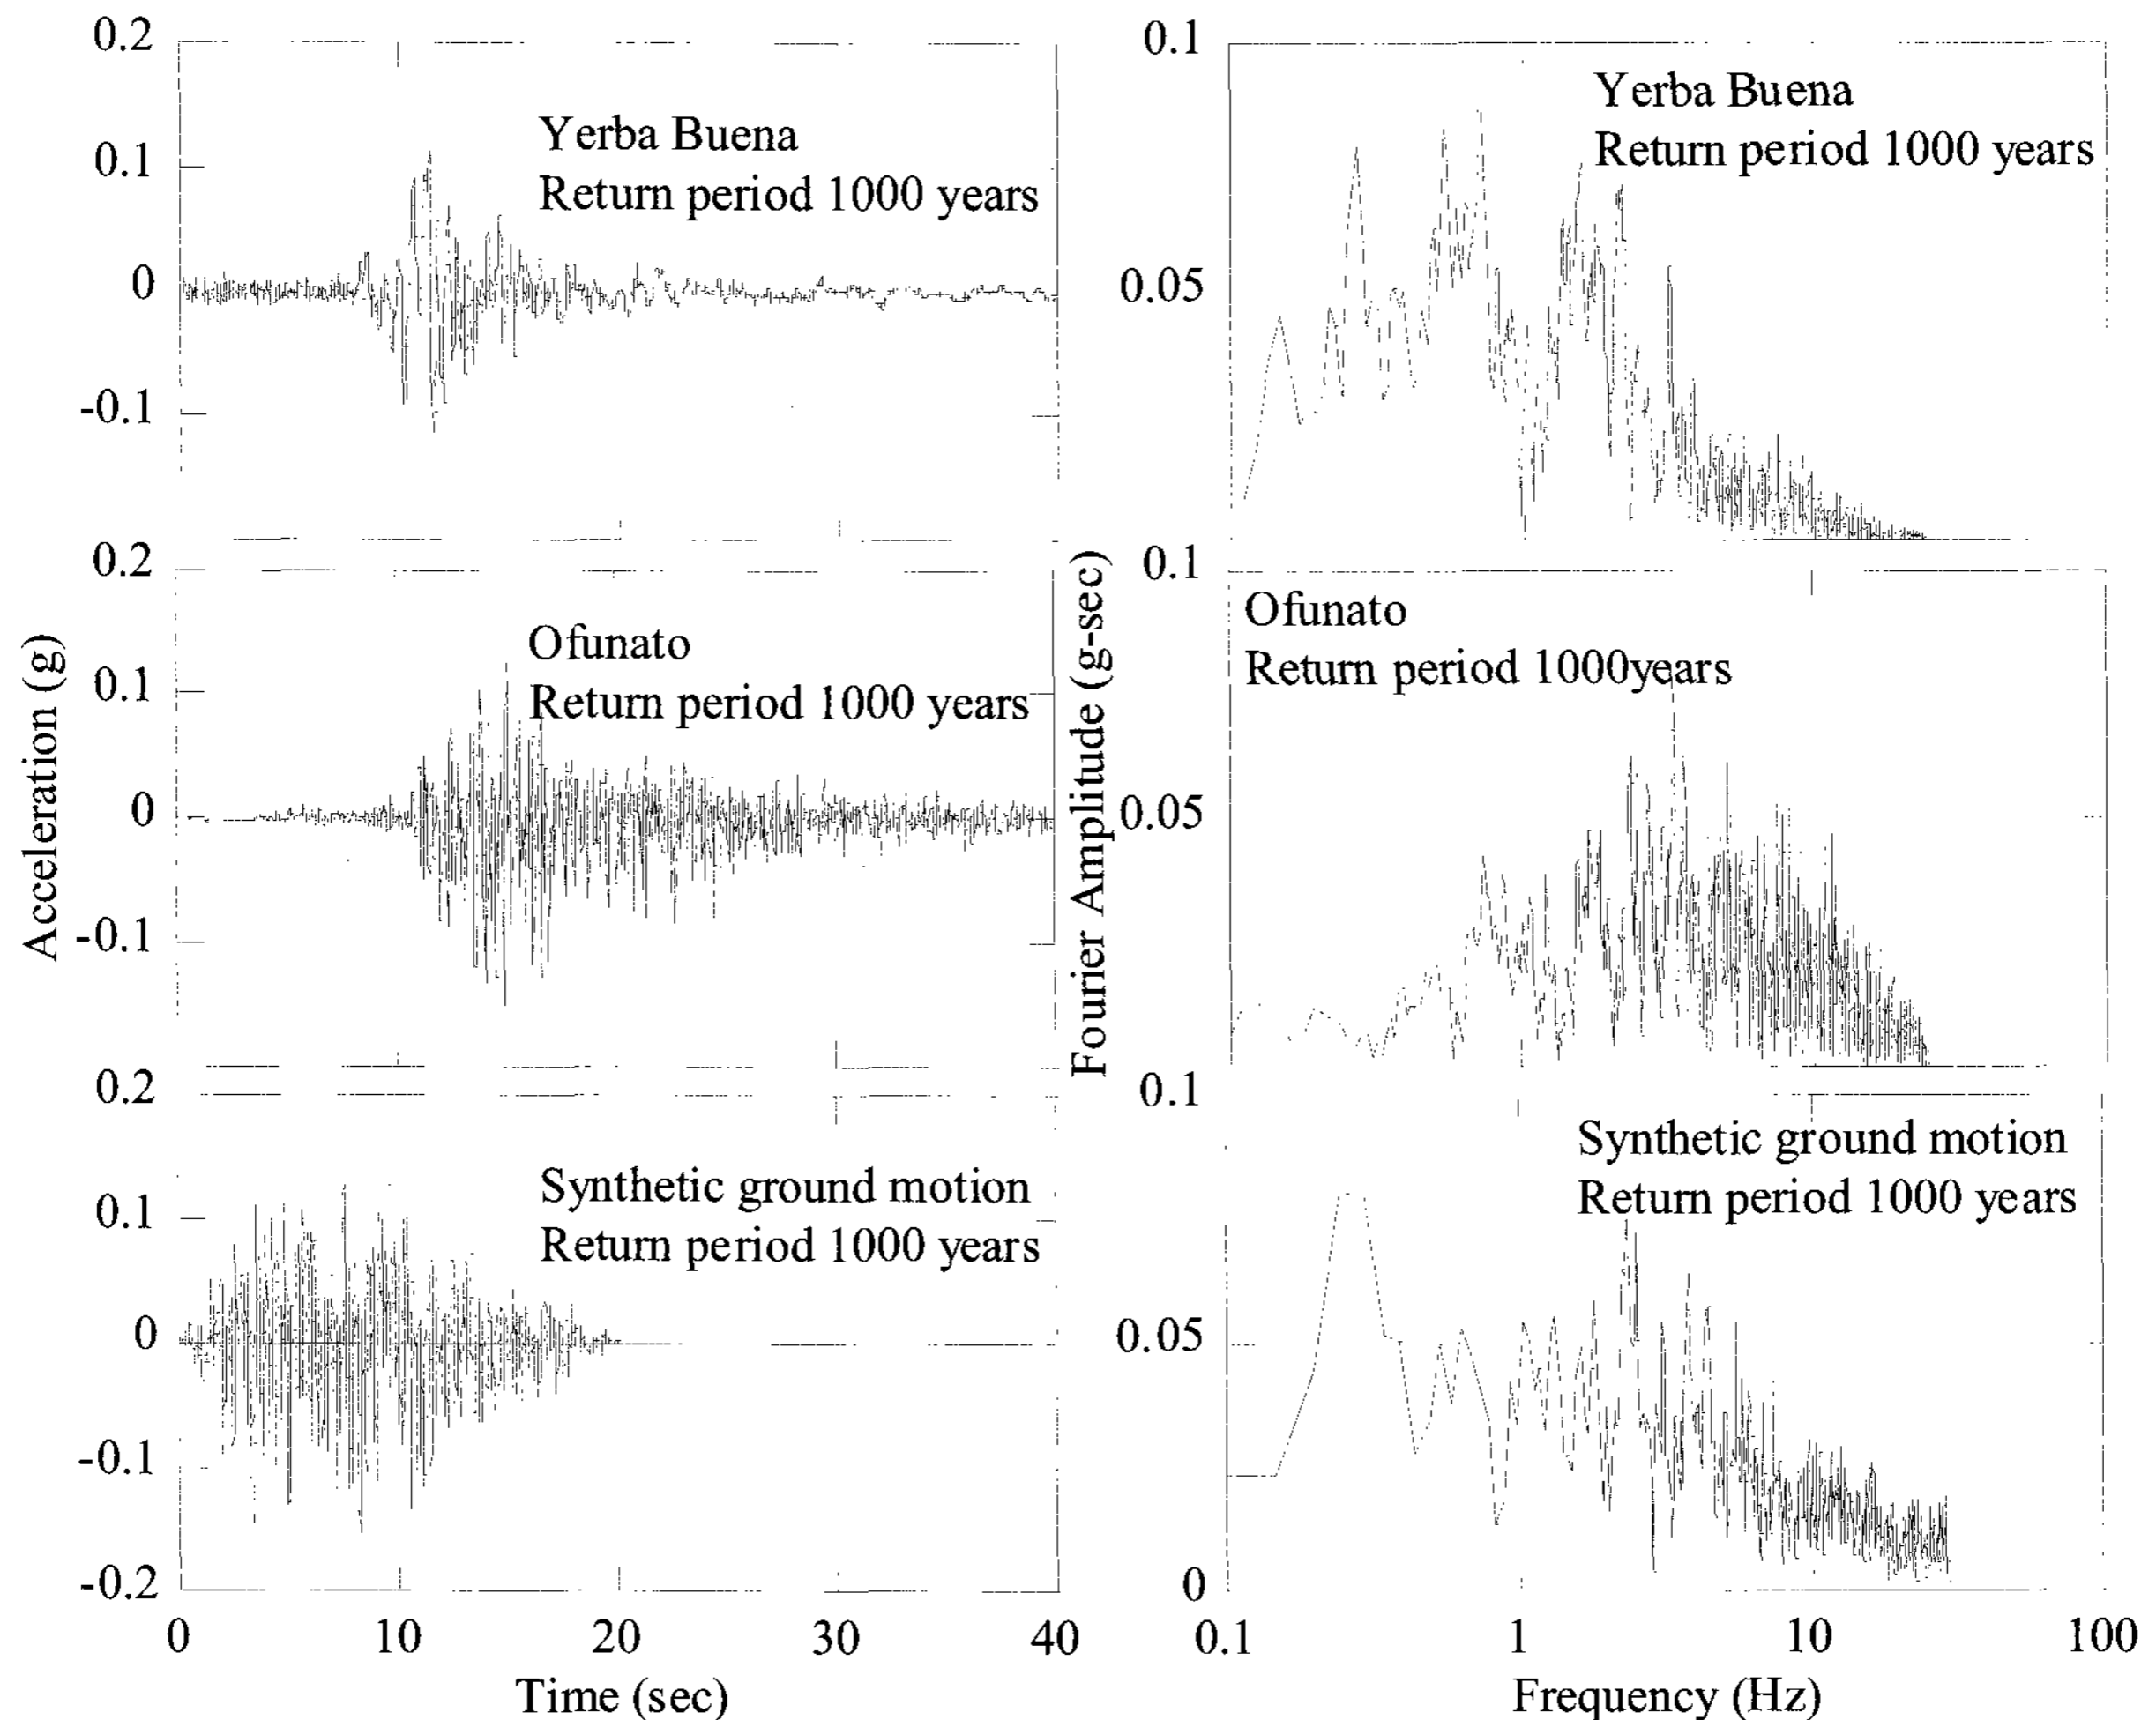 0.2
0.1
0
-0.1
Yerba Buena
Return period 1000 years
0.2
0.1
0
-0.1
Ofunato
Return period 1000 years
0.2
0.1
0
-0.1
-0.2
Synthetic ground motion
Return period 1000 years
0
10
20
30
40
Acceleration (g)
Time (sec)
0.1
0.05
Yerba Buena
Return period 1000 years
0.1
0.05
Ofunato
Return period 1000years
0.1
0.05
0
Synthetic ground motion
Return period 1000 years
0.1
1
10
100
Fourier Amplitude (g-sec)
Frequency (Hz)